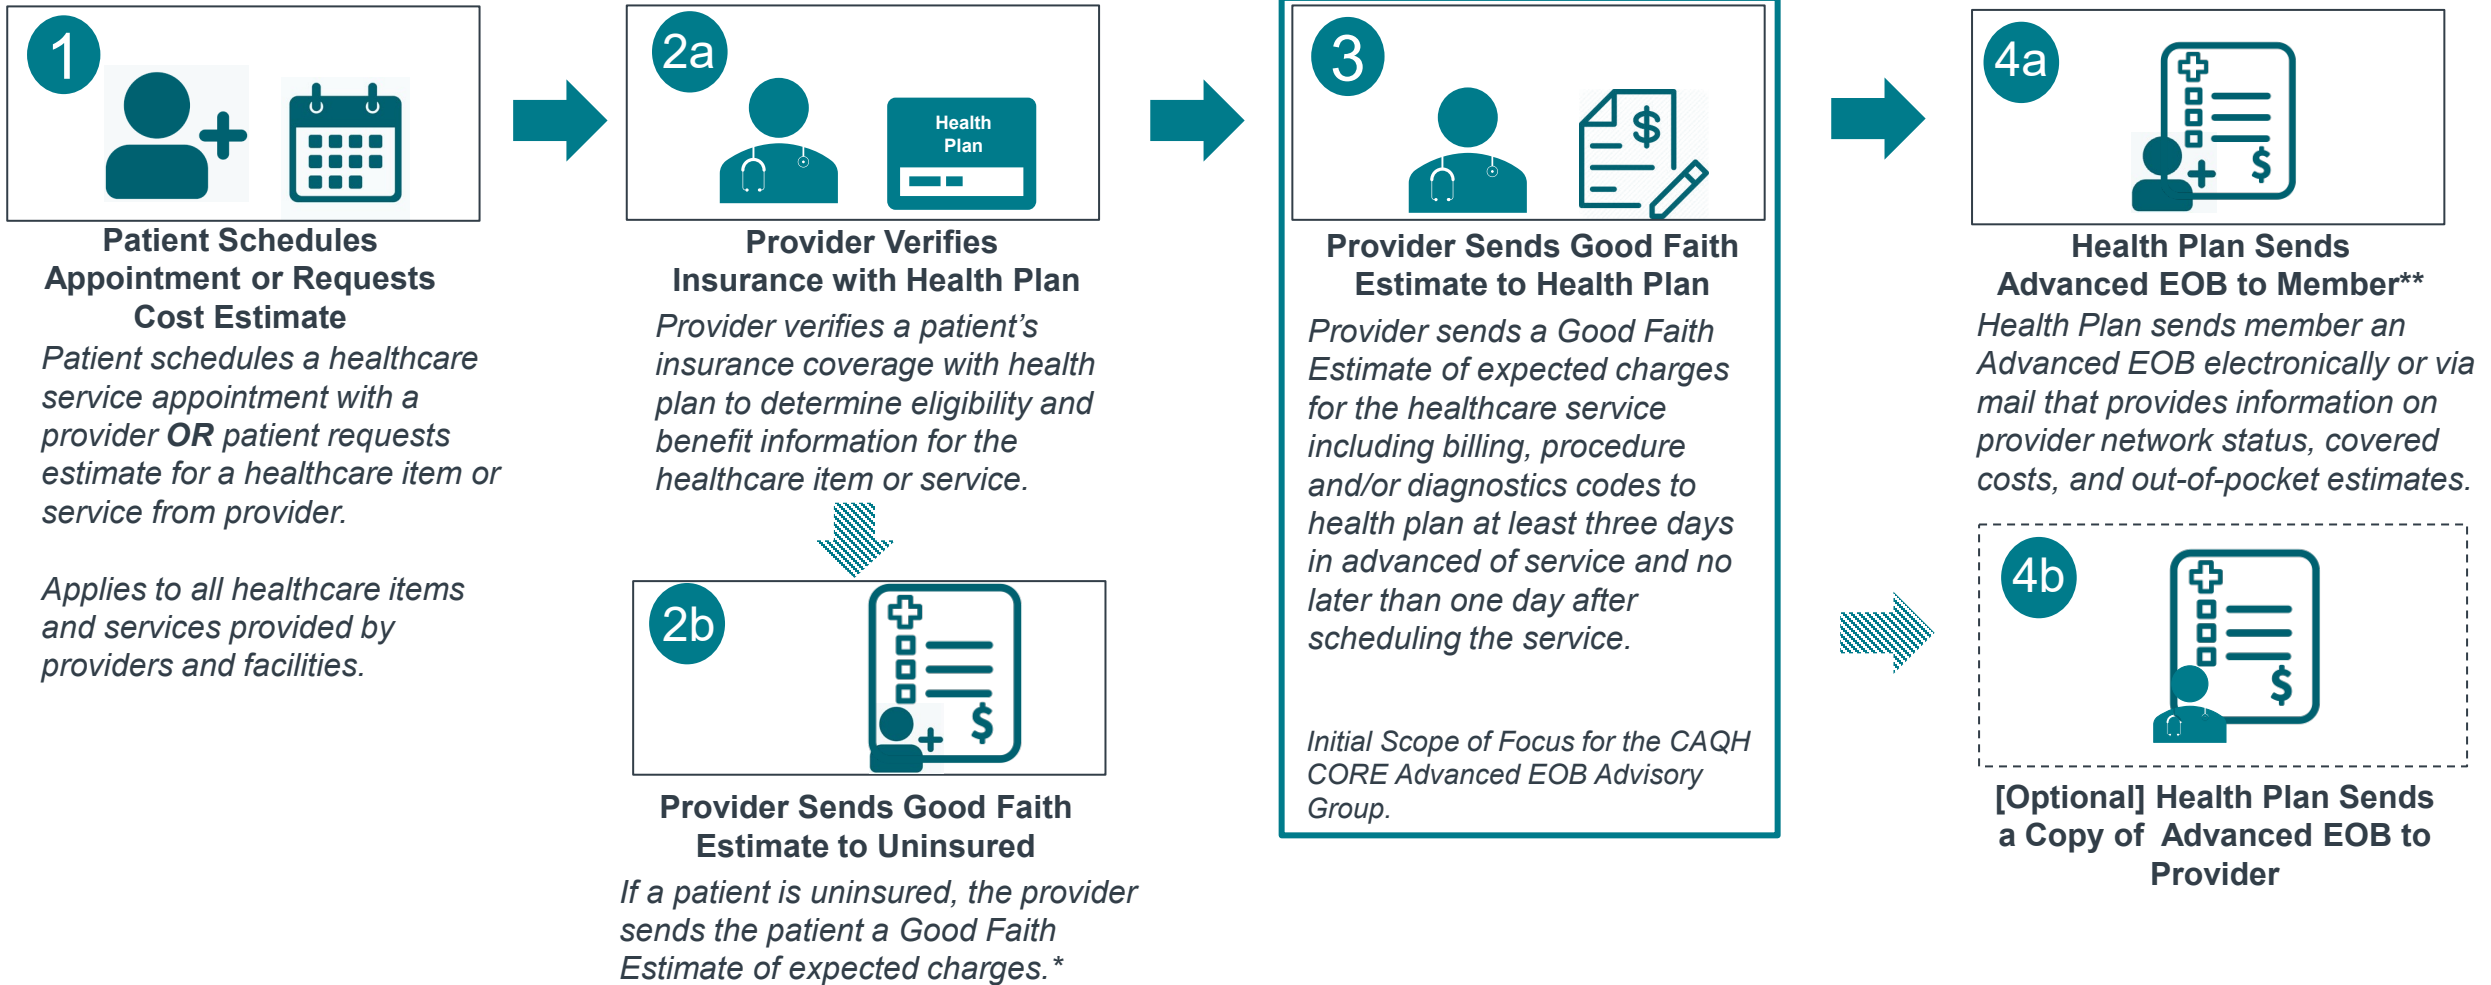 1
Patient Schedules
Appointment or Requests
Cost Estimate
Patient schedules a healthcare
service appointment with a
provider OR patient requests
estimate for a healthcare item or
service from provider.
Applies to all healthcare items
and services provided by
providers and facilities.
2a
Health
Plan
Provider Verifies
Insurance with Health Plan
Provider verifies a patient’s
insurance coverage with health
plan to determine eligibility and
benefit information for the
healthcare item or service.
2b
$
Provider Sends Good Faith
Estimate to Uninsured
If a patient is uninsured, the provider
sends the patient a Good Faith
Estimate of expected charges.*
3
$
Provider Sends Good Faith
Estimate to Health Plan
Provider sends a Good Faith
Estimate of expected charges
for the healthcare service
including billing, procedure
and/or diagnostics codes to
health plan at least three days
in advanced of service and no
later than one day after
scheduling the service.
Initial Scope of Focus for the CAQH
CORE Advanced EOB Advisory
Group.
4a
$
Health Plan Sends
Advanced EOB to Member**
Health Plan sends member an
Advanced EOB electronically or via
mail that provides information on
provider network status, covered
costs, and out-of-pocket estimates.
4b
$
[Optional] Health Plan Sends
a Copy of Advanced EOB to
Provider